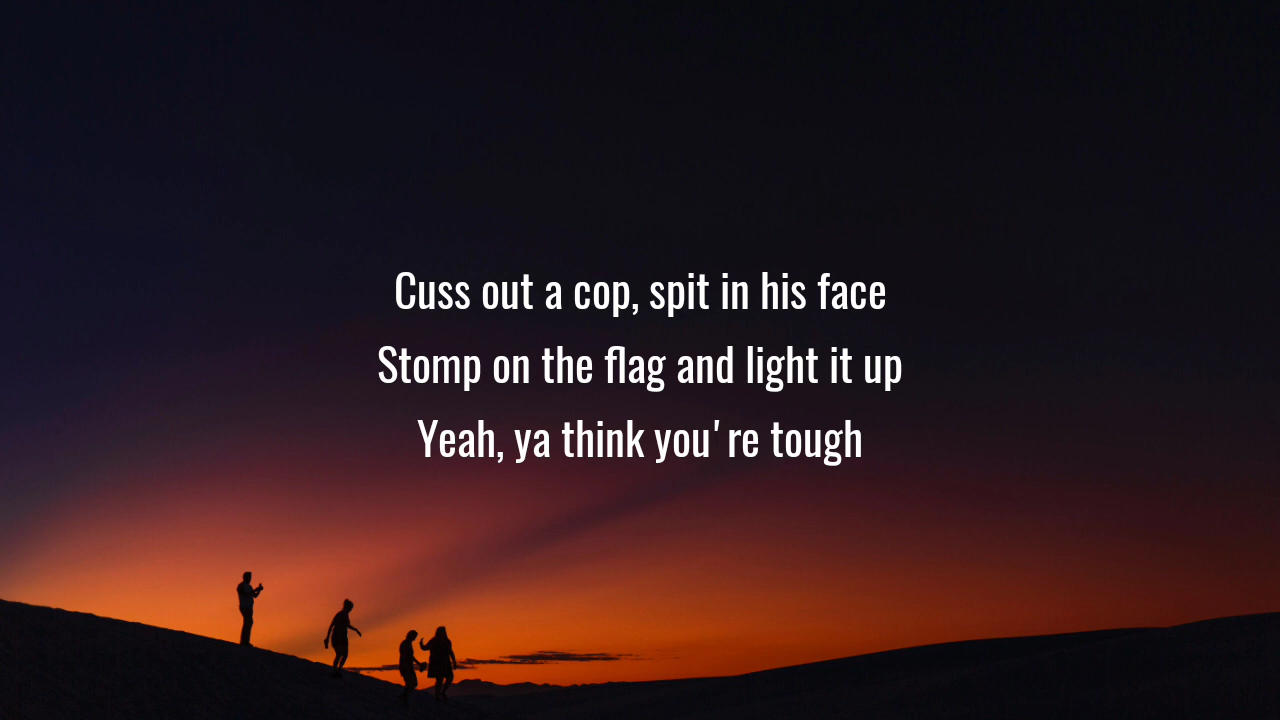 Cuss out a cop, spit in his face
Stomp on the flag and light it up
Yeah, ya think you're tough